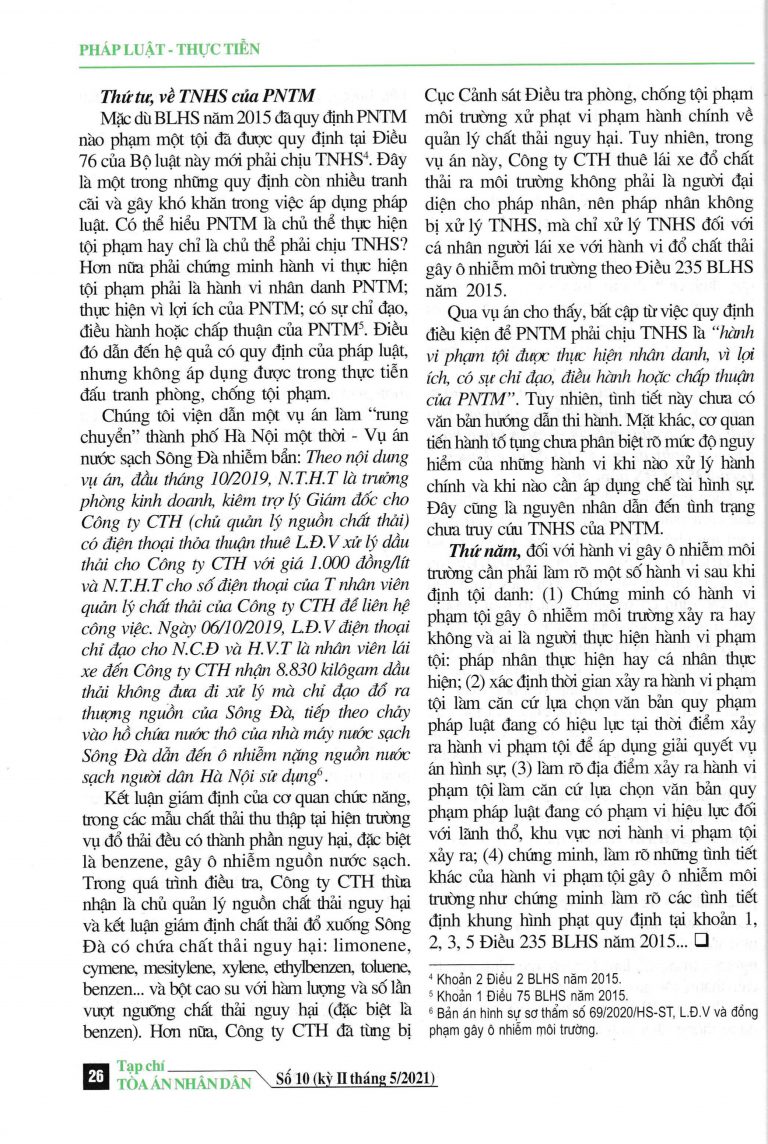 PHÁP LUẬT - THỰC TIỄN
Thứ tư, về TNHS của PNTM
Mặc dù BLHS năm 2015 đã quy định PNTM
nào phạm một tội đã được quy định tại Điều
76 của Bộ luật này mới phải chịu TNHS⁴. Đây
là một trong những quy định còn nhiều tranh
cãi và gây khó khăn trong việc áp dụng pháp
luật. Có thể hiểu PNTM là chủ thể thực hiện
tội phạm hay chỉ là chủ thể phải chịu TNHS?
Hơn nữa phải chứng minh hành vi thực hiện
tội phạm phải là hành vi nhân danh PNTM;
thực hiện vì lợi ích của PNTM; có sự chỉ đạo,
điều hành hoặc chấp thuận của PNTM⁵. Điều
đó dẫn đến hệ quả có quy định của pháp luật,
nhưng không áp dụng được trong thực tiễn
đấu tranh phòng, chống tội phạm.
Chúng tôi viện dẫn một vụ án làm “rung
chuyển” thành phố Hà Nội một thời - Vụ án
nước sạch Sông Đà nhiễm bẩn: Theo nội dung
vụ án, đầu tháng 10/2019, N.T.H.T là trưởng
phòng kinh doanh, kiêm trợ lý Giám đốc cho
Công ty CTH (chủ quản lý nguồn chất thải)
có điện thoại thỏa thuận thuê L.Đ.V xử lý dầu
thải cho Công ty CTH với giá 1.000 đồng/lít
và N.T.H.T cho số điện thoại của T nhân viên
quản lý chất thải của Công ty CTH để liên hệ
công việc. Ngày 06/10/2019, L.Đ.V điện thoại
chỉ đạo cho N.C.Đ và H.V.T là nhân viên lái
xe đến Công ty CTH nhận 8.830 kilôgam dầu
thải không đưa đi xử lý mà chỉ đạo đổ ra
thượng nguồn của Sông Đà, tiếp theo chảy
vào hồ chứa nước thô của nhà máy nước sạch
Sông Đà dẫn đến ô nhiễm nặng nguồn nước
sạch người dân Hà Nội sử dụng⁶.
Kết luận giám định của cơ quan chức năng,
trong các mẫu chất thải thu thập tại hiện trường
vụ đổ thải đều có thành phần nguy hại, đặc biệt
là benzene, gây ô nhiễm nguồn nước sạch.
Trong quá trình điều tra, Công ty CTH thừa
nhận là chủ quản lý nguồn chất thải nguy hại
và kết luận giám định chất thải đổ xuống Sông
Đà có chứa chất thải nguy hại: limonene,
cymene, mesitylene, xylene, ethylbenzen, toluene,
benzen... và bột cao su với hàm lượng và số lần
vượt ngưỡng chất thải nguy hại (đặc biệt là
benzen). Hơn nữa, Công ty CTH đã từng bị
Cục Cảnh sát Điều tra phòng, chống tội phạm
môi trường xử phạt vi phạm hành chính về
quản lý chất thải nguy hại. Tuy nhiên, trong
vụ án này, Công ty CTH thuê lái xe đổ chất
thải ra môi trường không phải là người đại
diện cho pháp nhân, nên pháp nhân không
bị xử lý TNHS, mà chỉ xử lý TNHS đối với
cá nhân người lái xe với hành vi đổ chất thải
gây ô nhiễm môi trường theo Điều 235 BLHS
năm 2015.
Qua vụ án cho thấy, bất cập từ việc quy định
điều kiện để PNTM phải chịu TNHS là “hành
vi phạm tội được thực hiện nhân danh, vì lợi
ích, có sự chỉ đạo, điều hành hoặc chấp thuận
của PNTM”. Tuy nhiên, tình tiết này chưa có
văn bản hướng dẫn thi hành. Mặt khác, cơ quan
tiến hành tố tụng chưa phân biệt rõ mức độ nguy
hiểm của những hành vi khi nào xử lý hành
chính và khi nào cần áp dụng chế tài hình sự.
Đây cũng là nguyên nhân dẫn đến tình trạng
chưa truy cứu TNHS của PNTM.
Thứ năm, đối với hành vi gây ô nhiễm môi
trường cần phải làm rõ một số hành vi sau khi
định tội danh: (1) Chứng minh có hành vi
phạm tội gây ô nhiễm môi trường xảy ra hay
không và ai là người thực hiện hành vi phạm
tội: pháp nhân thực hiện hay cá nhân thực
hiện; (2) xác định thời gian xảy ra hành vi phạm
tội làm căn cứ lựa chọn văn bản quy phạm
pháp luật đang có hiệu lực tại thời điểm xảy
ra hành vi phạm tội để áp dụng giải quyết vụ
án hình sự; (3) làm rõ địa điểm xảy ra hành vi
phạm tội làm căn cứ lựa chọn văn bản quy
phạm pháp luật đang có phạm vi hiệu lực đối
với lãnh thổ, khu vực nơi hành vi phạm tội
xảy ra; (4) chứng minh, làm rõ những tình tiết
khác của hành vi phạm tội gây ô nhiễm môi
trường như chứng minh làm rõ các tình tiết
định khung hình phạt quy định tại khoản 1,
2, 3, 5 Điều 235 BLHS năm 2015... ❑
⁴ Khoản 2 Điều 2 BLHS năm 2015.
⁵ Khoản 1 Điều 75 BLHS năm 2015.
⁶ Bản án hình sự sơ thẩm số 69/2020/HS-ST, L.Đ.V và đồng
phạm gây ô nhiễm môi trường.
26 Tạp chí
TÒA ÁN NHÂN DÂN Số 10 (kỳ II tháng 5/2021)